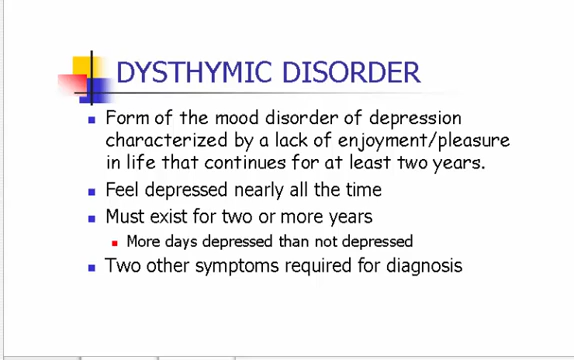 DYSTHYMIC DISORDER
Form of the mood disorder of depression
characterized by a lack of enjoyment/pleasure
in life that continues for at least two years.
Feel depressed nearly all the time
Must exist for two or more years
More days depressed than not depressed
Two other symptoms required for diagnosis